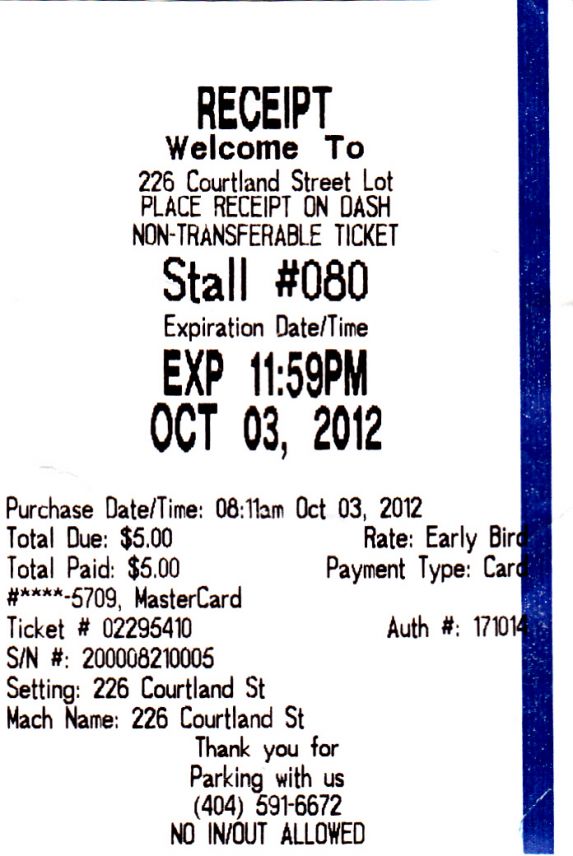 RECEIPT
Welcome To
226 Courtland Street Lot
PLACE RECEIPT ON DASH
NON-TRANSFERABLE TICKET
Stall #080
Expiration Date/Time
EXP 11:59PM
OCT 03, 2012
Purchase Date/Time: 08:11am Oct 03, 2012
Total Due: $5.00 Rate: Early Bird
Total Paid: $5.00 Payment Type: Card
#****-5709, MasterCard
Ticket # 02295410 Auth #: 171014
S/N #: 200008210005
Setting: 226 Courtland St
Mach Name: 226 Courtland St
Thank you for
Parking with us
(404) 591-6672
NO IN/OUT ALLOWED